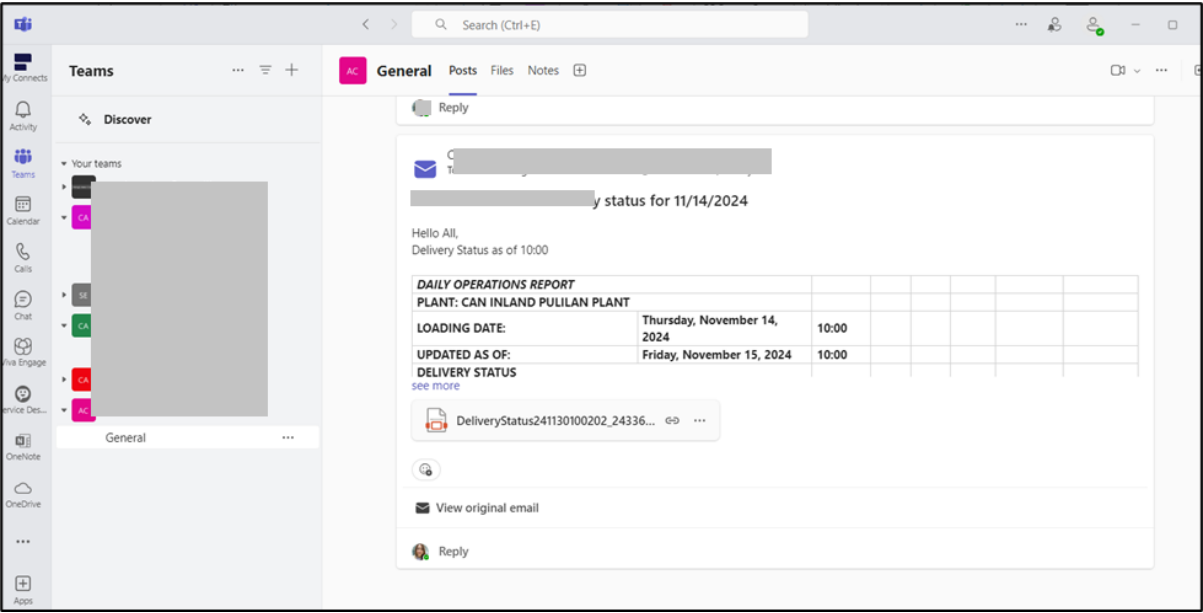 Search (Ctrl+E)
My Connects
Activity
Teams
Calendar
Calls
Chat
Viva Engage
Service Des...
OneNote
OneDrive
Apps
Teams
Discover
Your teams
CA
SE
CA
CA
AC
General
AC General Posts Files Notes
Reply
y status for 11/14/2024
Hello All,
Delivery Status as of 10:00
DAILY OPERATIONS REPORT
PLANT: CAN INLAND PULILAN PLANT
LOADING DATE: Thursday, November 14, 2024 10:00
UPDATED AS OF: Friday, November 15, 2024 10:00
DELIVERY STATUS
see more
DeliveryStatus241130100202_24336...
View original email
Reply